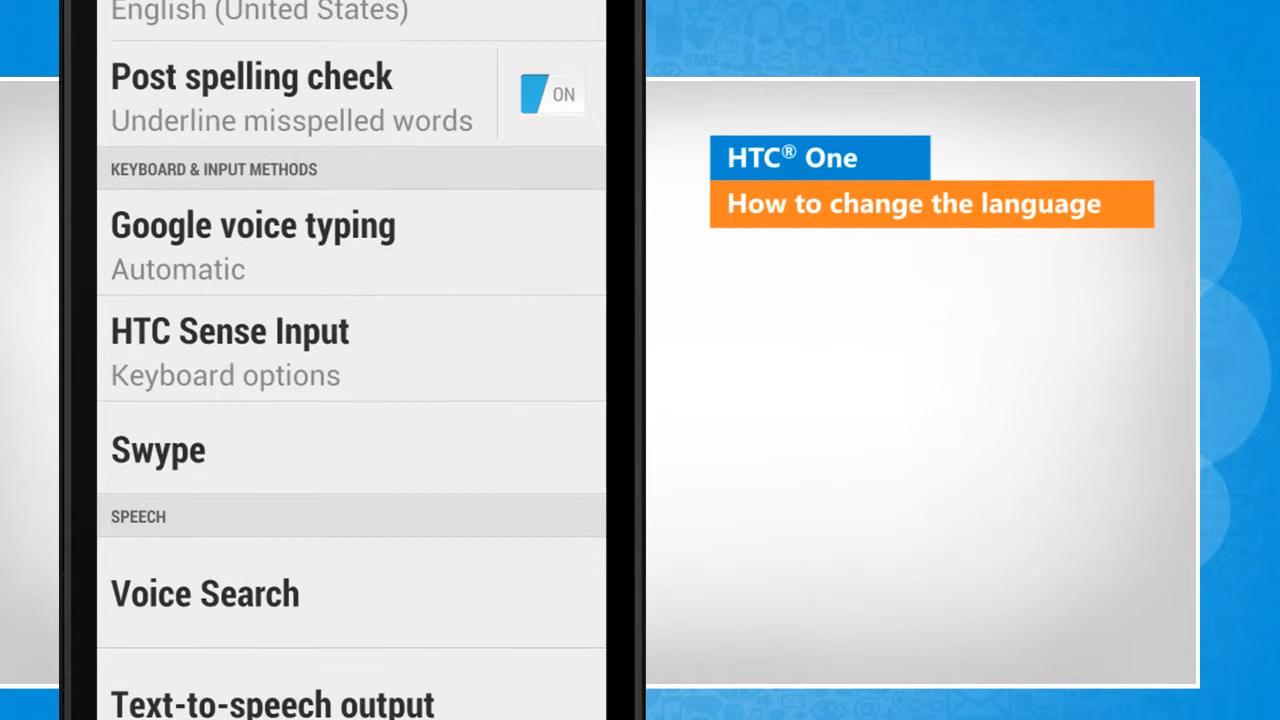 English (United States)
Post spelling check
ON
Underline misspelled words
KEYBOARD & INPUT METHODS
Google voice typing
Automatic
HTC Sense Input
Keyboard options
Swype
SPEECH
Voice Search
Text-to-speech output
HTC® One
How to change the language
SMS